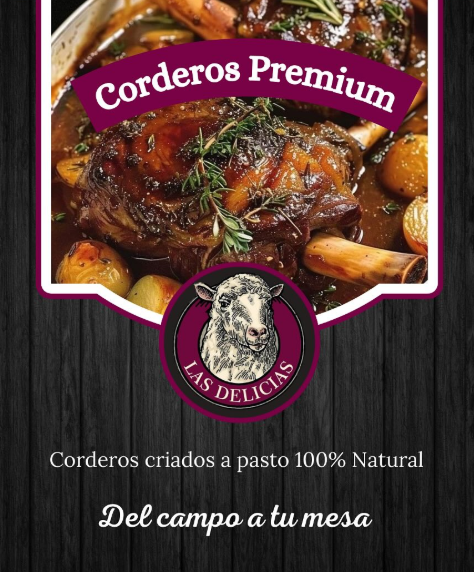 Corderos Premium
LAS DELICIAS
Corderos criados a pasto 100% Natural
Del campo a tu mesa